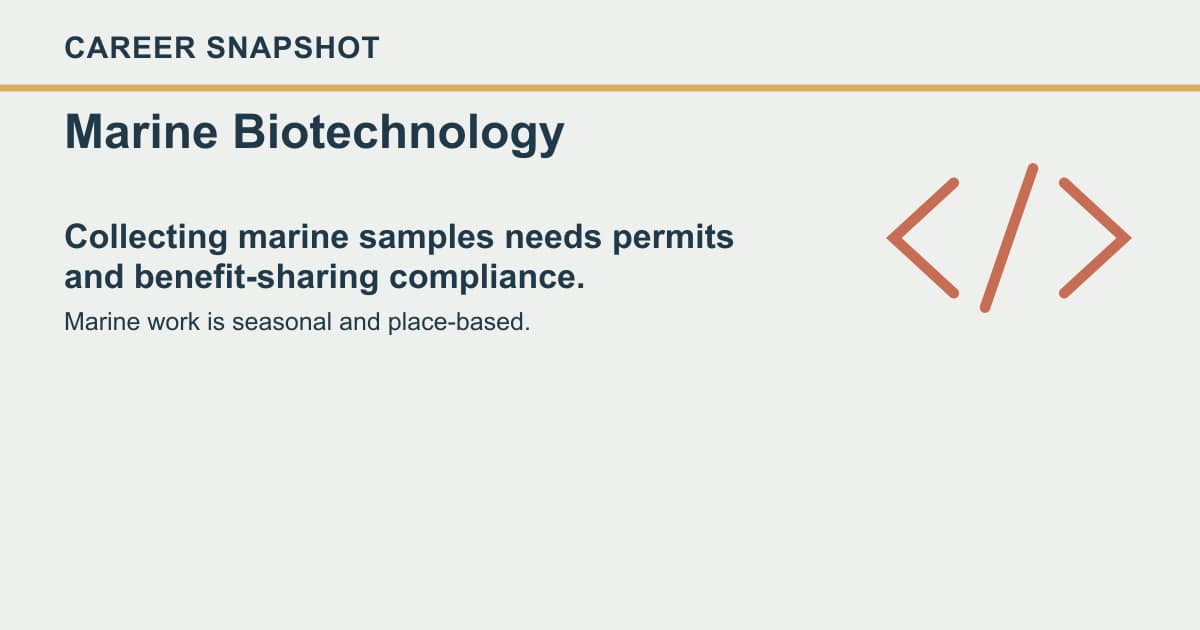 CAREER SNAPSHOT
Marine Biotechnology
Collecting marine samples needs permits
and benefit-sharing compliance.
Marine work is seasonal and place-based.